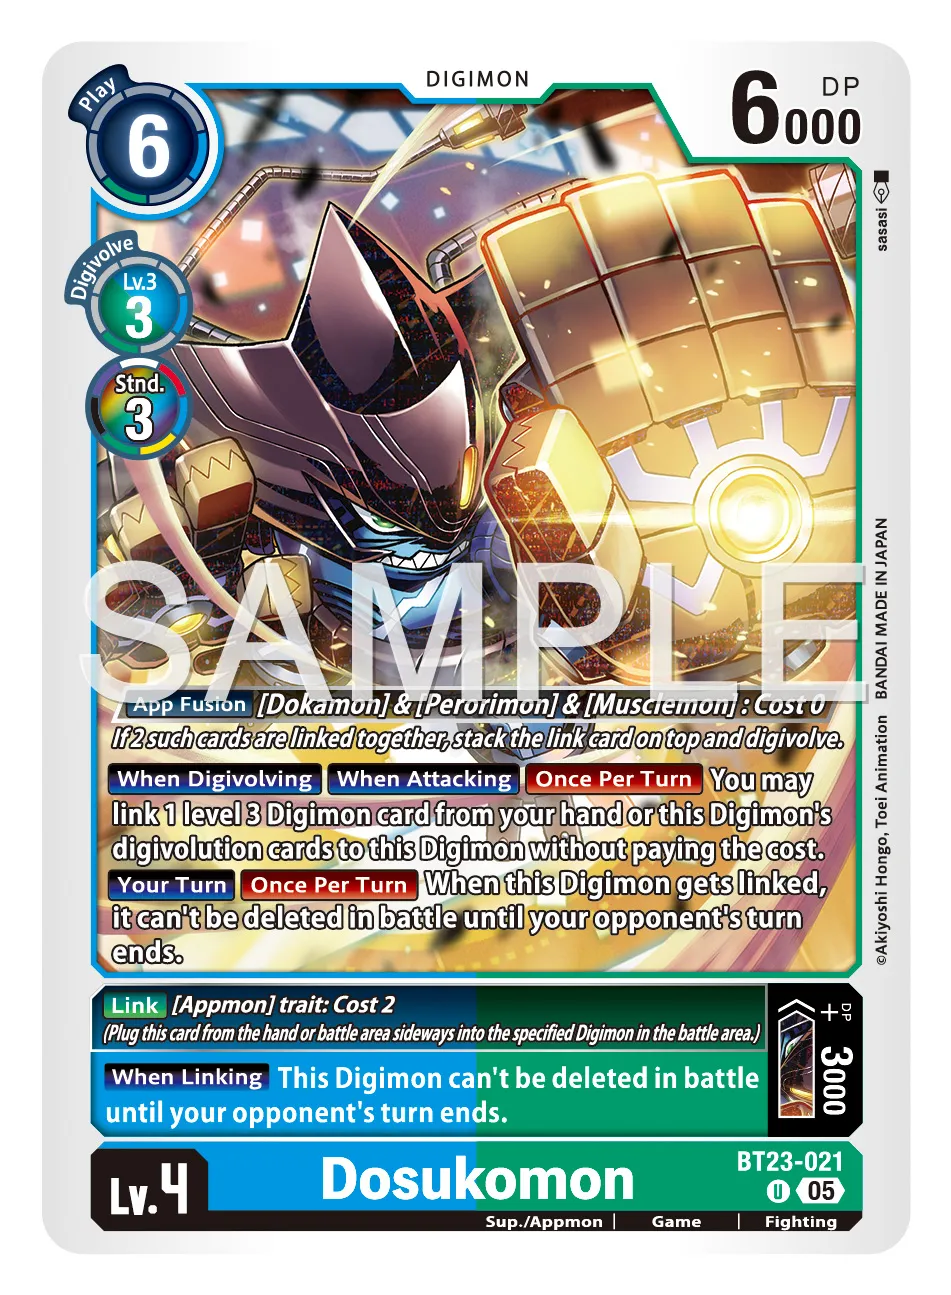 DIGIMON
Play
6
DP
6000
Digivolve
Lv.3
3
Stnd.
3
sasasi
SAMPLE
©Akiyoshi Hongo, Toei Animation BANDAI MADE IN JAPAN
App Fusion [Dokamon] & [Perorimon] & [Musclemon] : Cost 0
If 2 such cards are linked together, stack the link card on top and digivolve.
When Digivolving When Attacking Once Per Turn You may
link 1 level 3 Digimon card from your hand or this Digimon's
digivolution cards to this Digimon without paying the cost.
Your Turn Once Per Turn When this Digimon gets linked,
it can't be deleted in battle until your opponent's turn
ends.
Link [Appmon] trait: Cost 2
(Plug this card from the hand or battle area sideways into the specified Digimon in the battle area.)
When Linking This Digimon can't be deleted in battle
until your opponent's turn ends.
DP
+3000
Lv.4
Dosukomon
BT23-021
U 05
Sup./Appmon | Game | Fighting